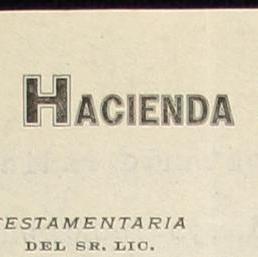 HACIENDA
TESTAMENTARIA
DEL SR. LIC.